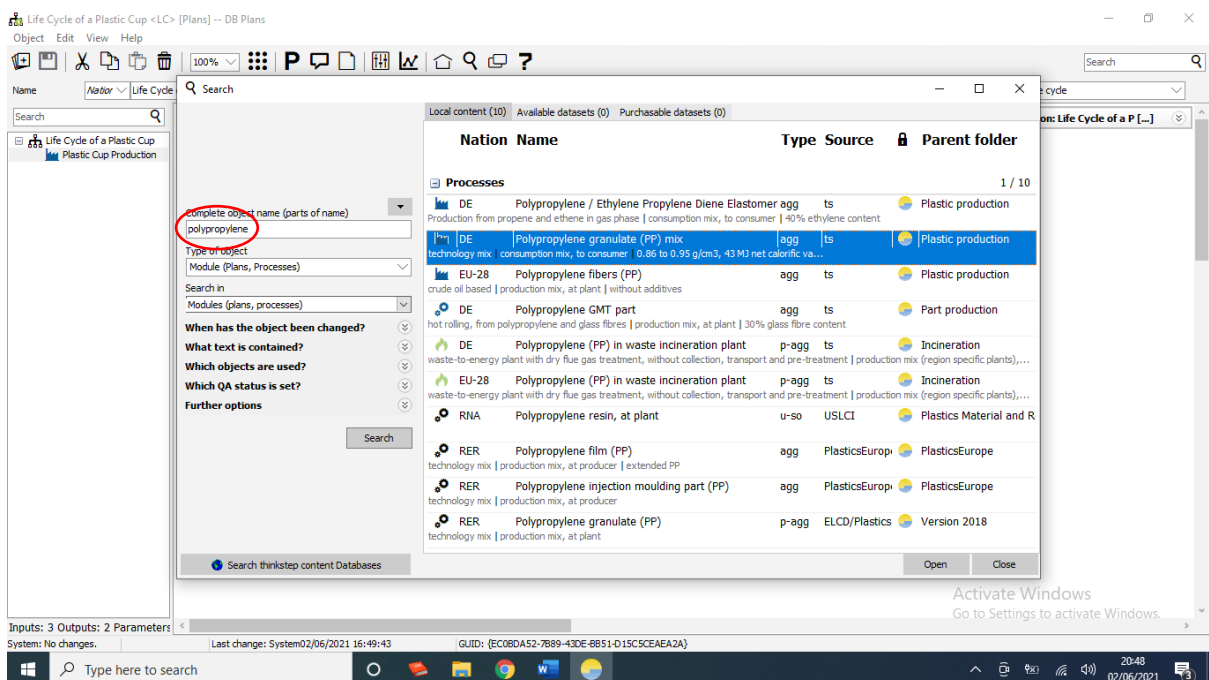 Life Cycle of a Plastic Cup <LC> [Plans] -- DB Plans
Object Edit View Help
100%
P
?
Search
Name
Nation
Life Cycle
e cycle
Search
Life Cycle of a Plastic Cup
Plastic Cup Production
on: Life Cycle of a P [...]
Search
Complete object name (parts of name)
polypropylene
Type of object
Module (Plans, Processes)
Search in
Modules (plans, processes)
When has the object been changed?
What text is contained?
Which objects are used?
Which QA status is set?
Further options
Search
Search thinkstep content Databases
Local content (10) Available datasets (0) Purchasable datasets (0)
Nation Name Type Source Parent folder
Processes 1 / 10
DE Polypropylene / Ethylene Propylene Diene Elastomer agg ts Plastic production
Production from propene and ethene in gas phase | consumption mix, to consumer | 40% ethylene content
DE Polypropylene granulate (PP) mix agg ts Plastic production
technology mix | consumption mix, to consumer | 0.86 to 0.95 g/cm3, 43 MJ net calorific va...
EU-28 Polypropylene fibers (PP) agg ts Plastic production
crude oil based | production mix, at plant | without additives
DE Polypropylene GMT part agg ts Part production
hot rolling, from polypropylene and glass fibres | production mix, at plant | 30% glass fibre content
DE Polypropylene (PP) in waste incineration plant p-agg ts Incineration
waste-to-energy plant with dry flue gas treatment, without collection, transport and pre-treatment | production mix (region specific plants),...
EU-28 Polypropylene (PP) in waste incineration plant p-agg ts Incineration
waste-to-energy plant with dry flue gas treatment, without collection, transport and pre-treatment | production mix (region specific plants),...
RNA Polypropylene resin, at plant u-so USLCI Plastics Material and R
RER Polypropylene film (PP) agg PlasticsEurop PlasticsEurope
technology mix | production mix, at producer | extended PP
RER Polypropylene injection moulding part (PP) agg PlasticsEurop PlasticsEurope
technology mix | production mix, at producer
RER Polypropylene granulate (PP) p-agg ELCD/Plastics Version 2018
technology mix | production mix, at plant
Open Close
Activate Windows
Go to Settings to activate Windows.
Inputs: 3 Outputs: 2 Parameters
System: No changes. Last change: System02/06/2021 16:49:43 GUID: {EC0BDA52-7B89-43DE-BB51-D15C5CEAEA2A}
Type here to search
20:48
02/06/2021
3